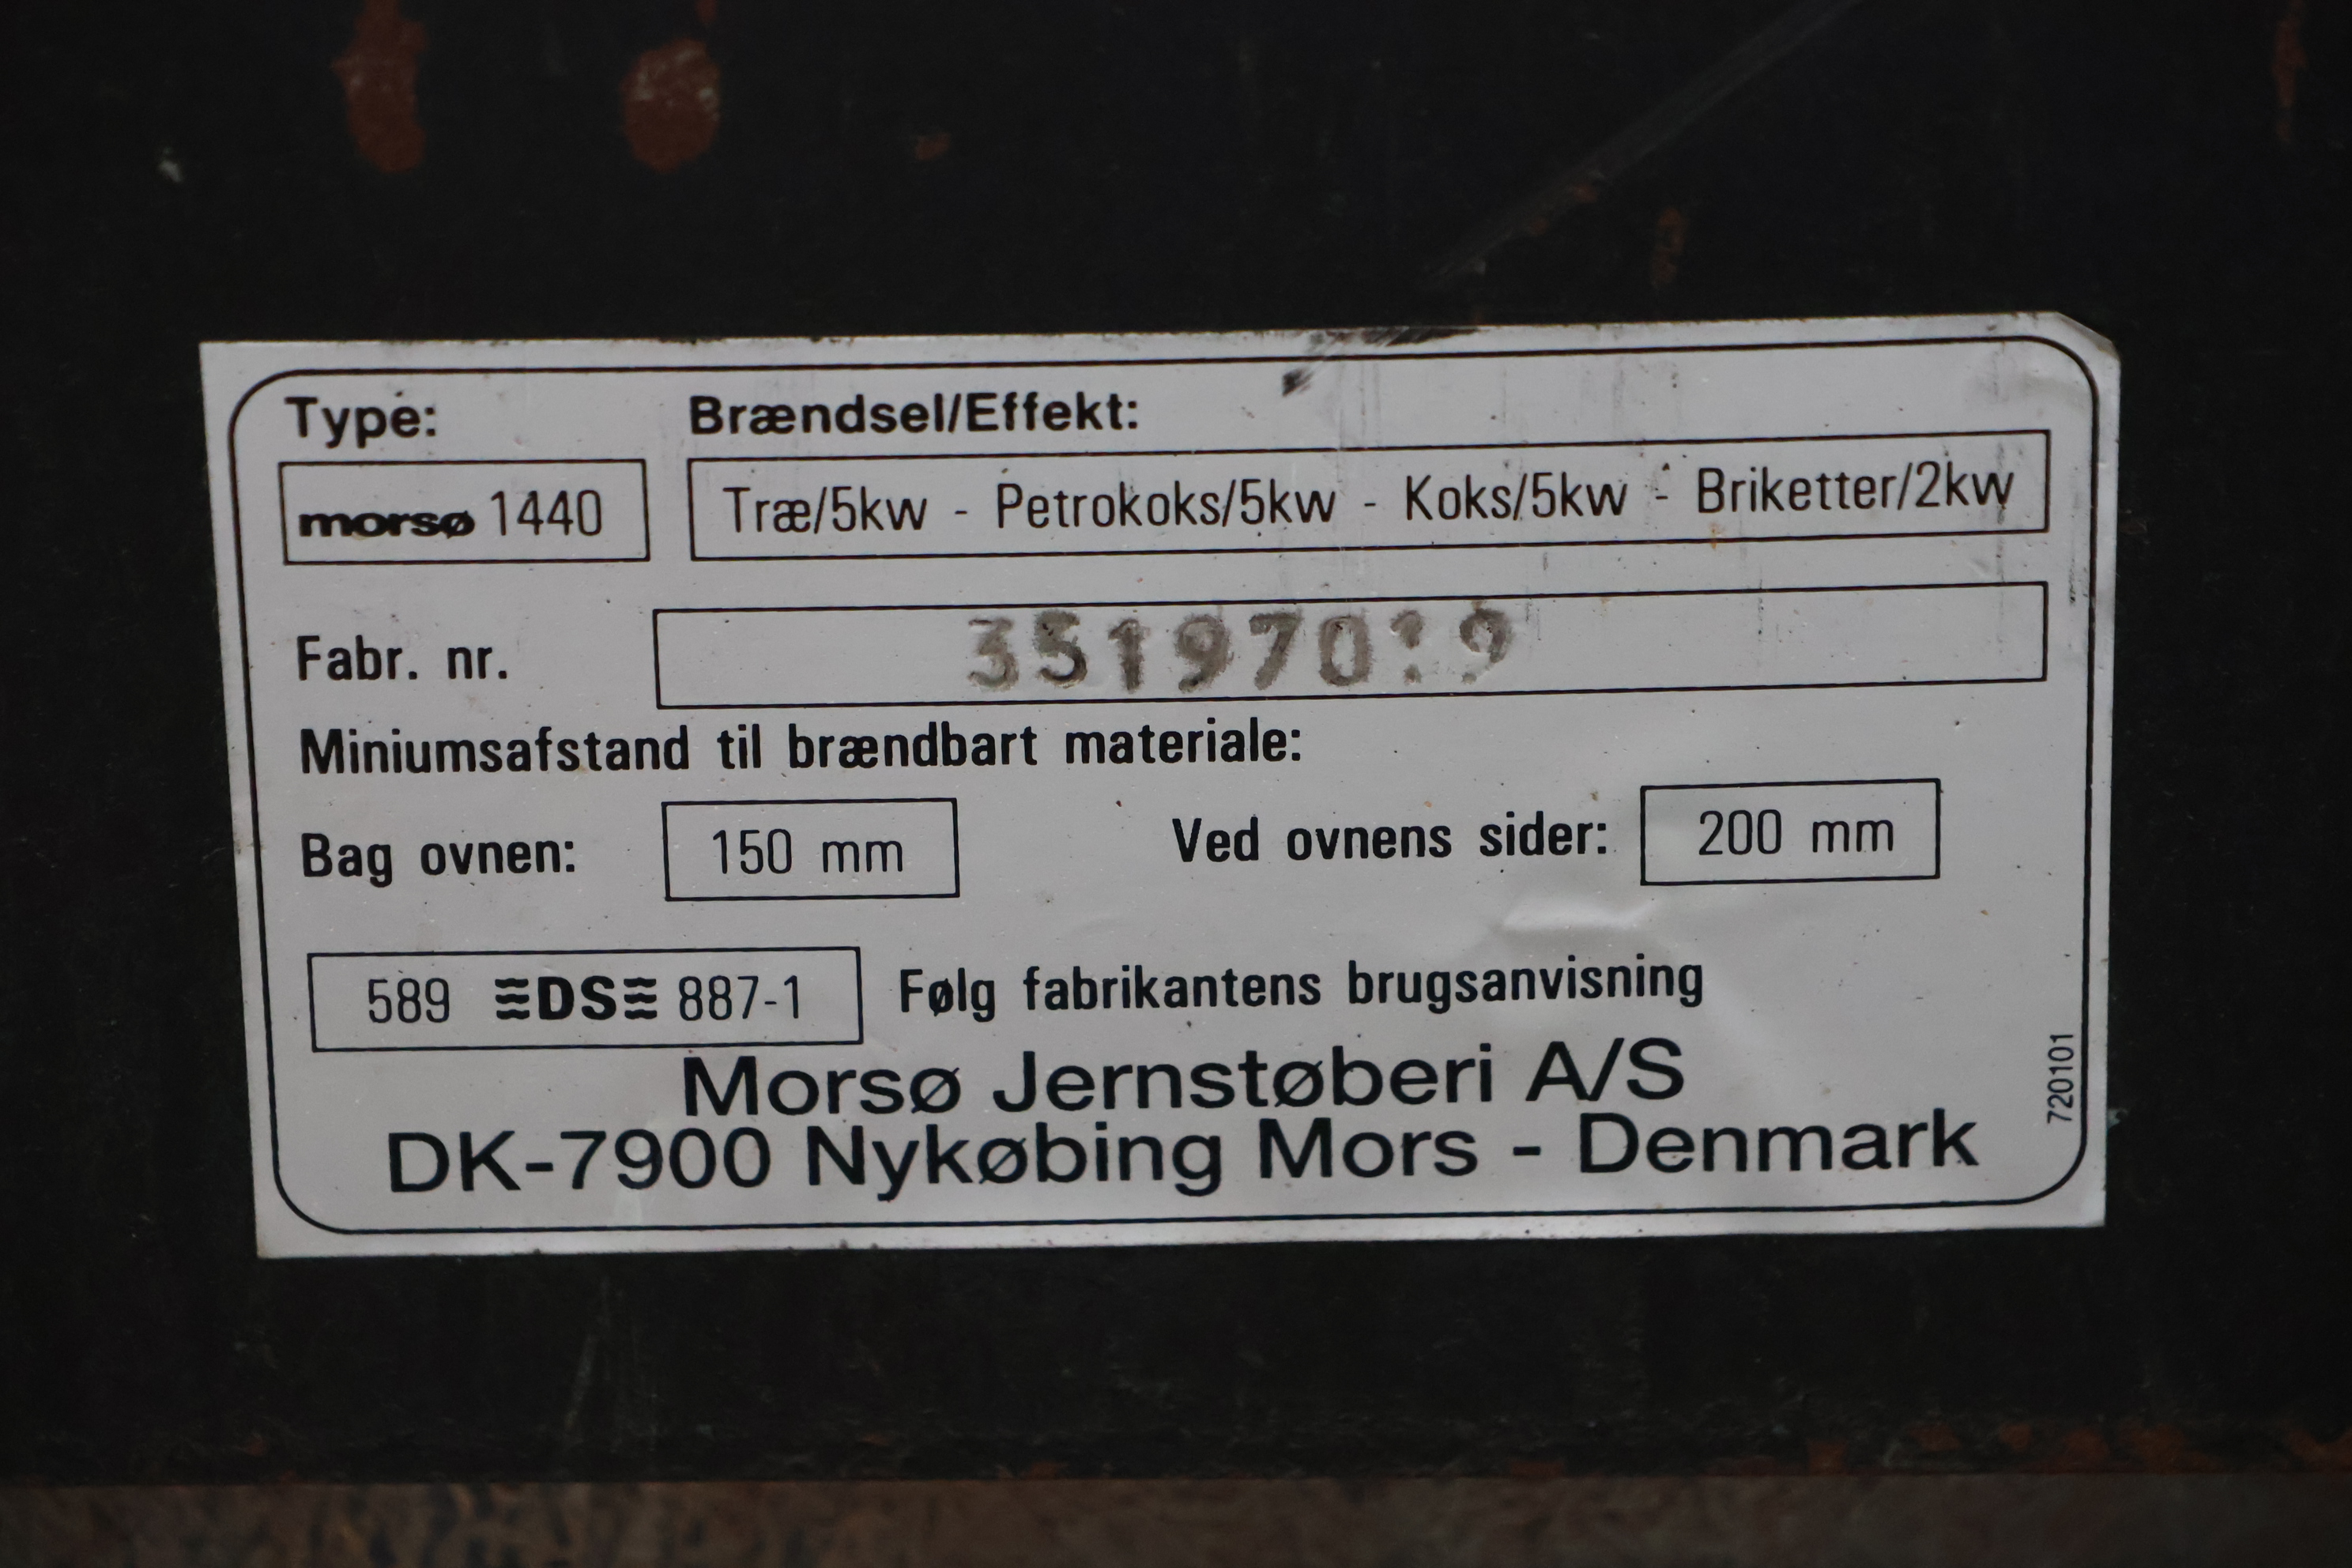 Type: Brændsel/Effekt:
morsø 1440 Træ/5kw - Petrokoks/5kw - Koks/5kw - Briketter/2kw
Fabr. nr.
Miniumsafstand til brændbart materiale:
Bag ovnen: 150 mm Ved ovnens sider: 200 mm
589 DS 887-1 Følg fabrikantens brugsanvisning
Morsø Jernstøberi A/S
DK-7900 Nykøbing Mors - Denmark
720101